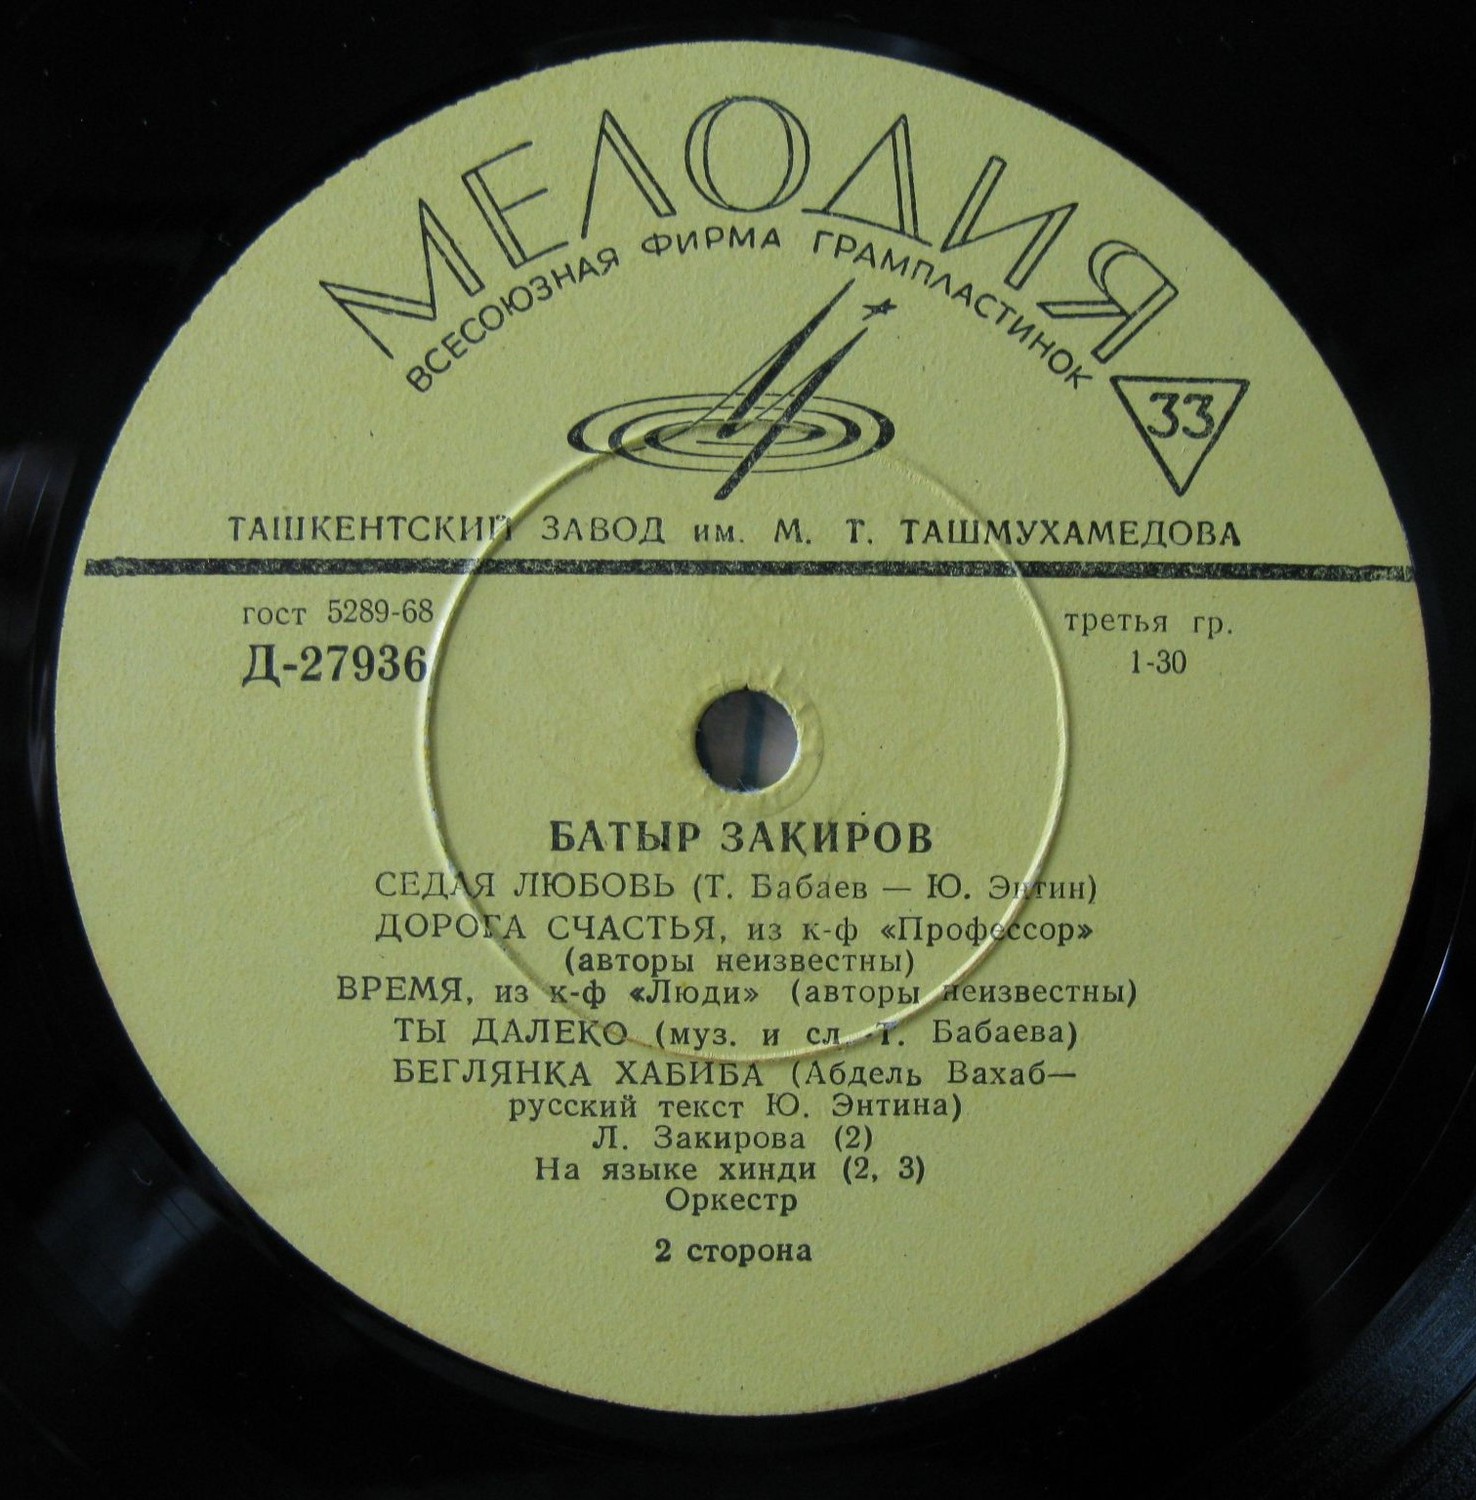 МЕЛОДИЯ
ВСЕСОЮЗНАЯ ФИРМА ГРАМПЛАСТИНОК
33
ТАШКЕНТСКИЙ ЗАВОД им. М. Т. ТАШМУХАМЕДОВА
гост 5289-68
третья гр.
Д-27936
1-30
БАТЫР ЗАКИРОВ
СЕДАЯ ЛЮБОВЬ (Т. Бабаев — Ю. Энтин)
ДОРОГА СЧАСТЬЯ, из к-ф «Профессор»
(авторы неизвестны)
ВРЕМЯ, из к-ф «Люди» (авторы неизвестны)
ТЫ ДАЛЕКО (муз. и сл. Т. Бабаева)
БЕГЛЯНКА ХАБИБА (Абдель Вахаб—
русский текст Ю. Энтина)
Л. Закирова (2)
На языке хинди (2, 3)
Оркестр
2 сторона